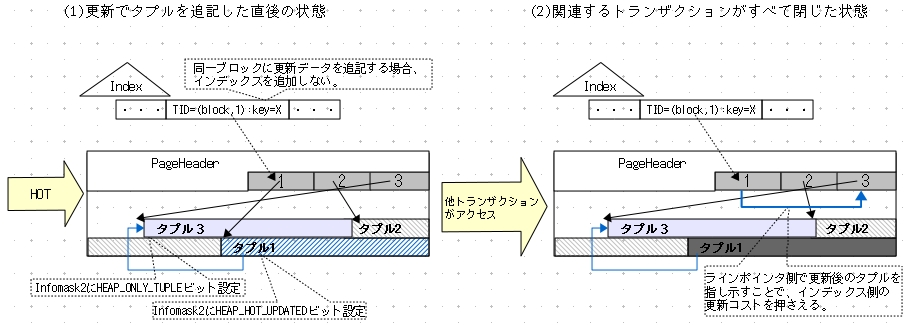 (1)更新でタプルを追記した直後の状態
(2)関連するトランザクションがすべて閉じた状態
同一ブロックに更新データを追記する場合、
インデックスを追加しない。
Index
・・・
TID=(block,1):key=X
・・・
PageHeader
1
2
3
HOT
タプル3
タプル2
タプル1
Infomask2にHEAP_ONLY_TUPLEビット設定
Infomask2にHEAP_HOT_UPDATEDビット設定
他トランザクション
がアクセス
Index
・・・
TID=(block,1):key=X
・・・
PageHeader
1
2
3
タプル3
タプル2
タプル1
ラインポインタ側で更新後のタプルを
指し示すことで、インデックス側の
更新コストを押さえる。